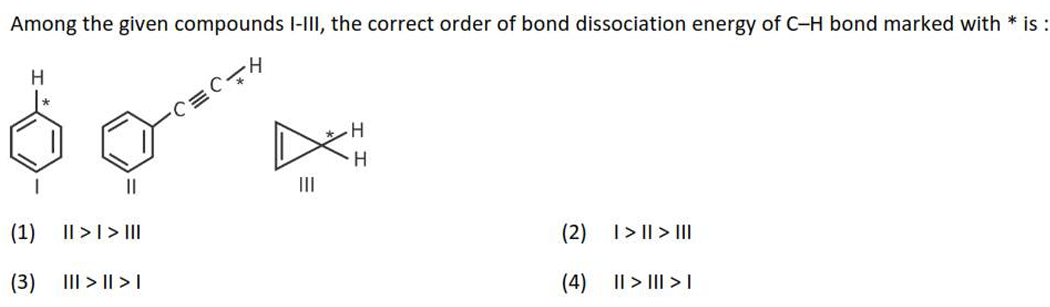 Among the given compounds I-III, the correct order of bond dissociation energy of C–H bond marked with * is :
H
*
I
C≡C
*
H
II
*
H
H
III
(1) II > I > III
(2) I > II > III
(3) III > II > I
(4) II > III > I